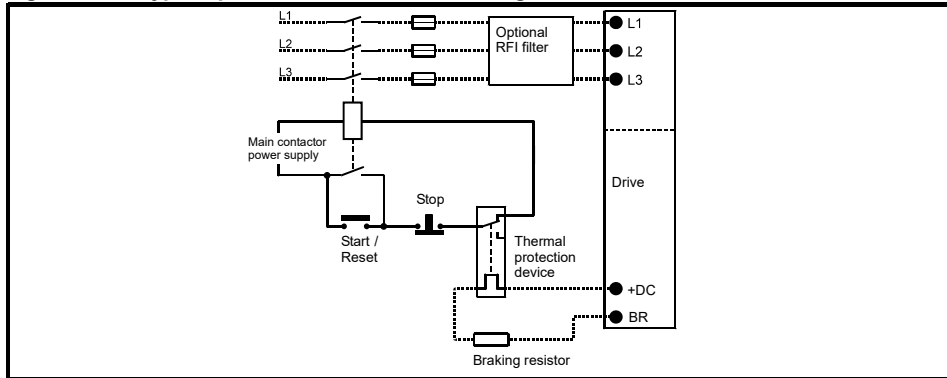 L1
L2
L3
Optional
RFI filter
L1
L2
L3
Main contactor
power supply
Drive
Stop
Start /
Reset
Thermal
protection
device
+DC
BR
Braking resistor